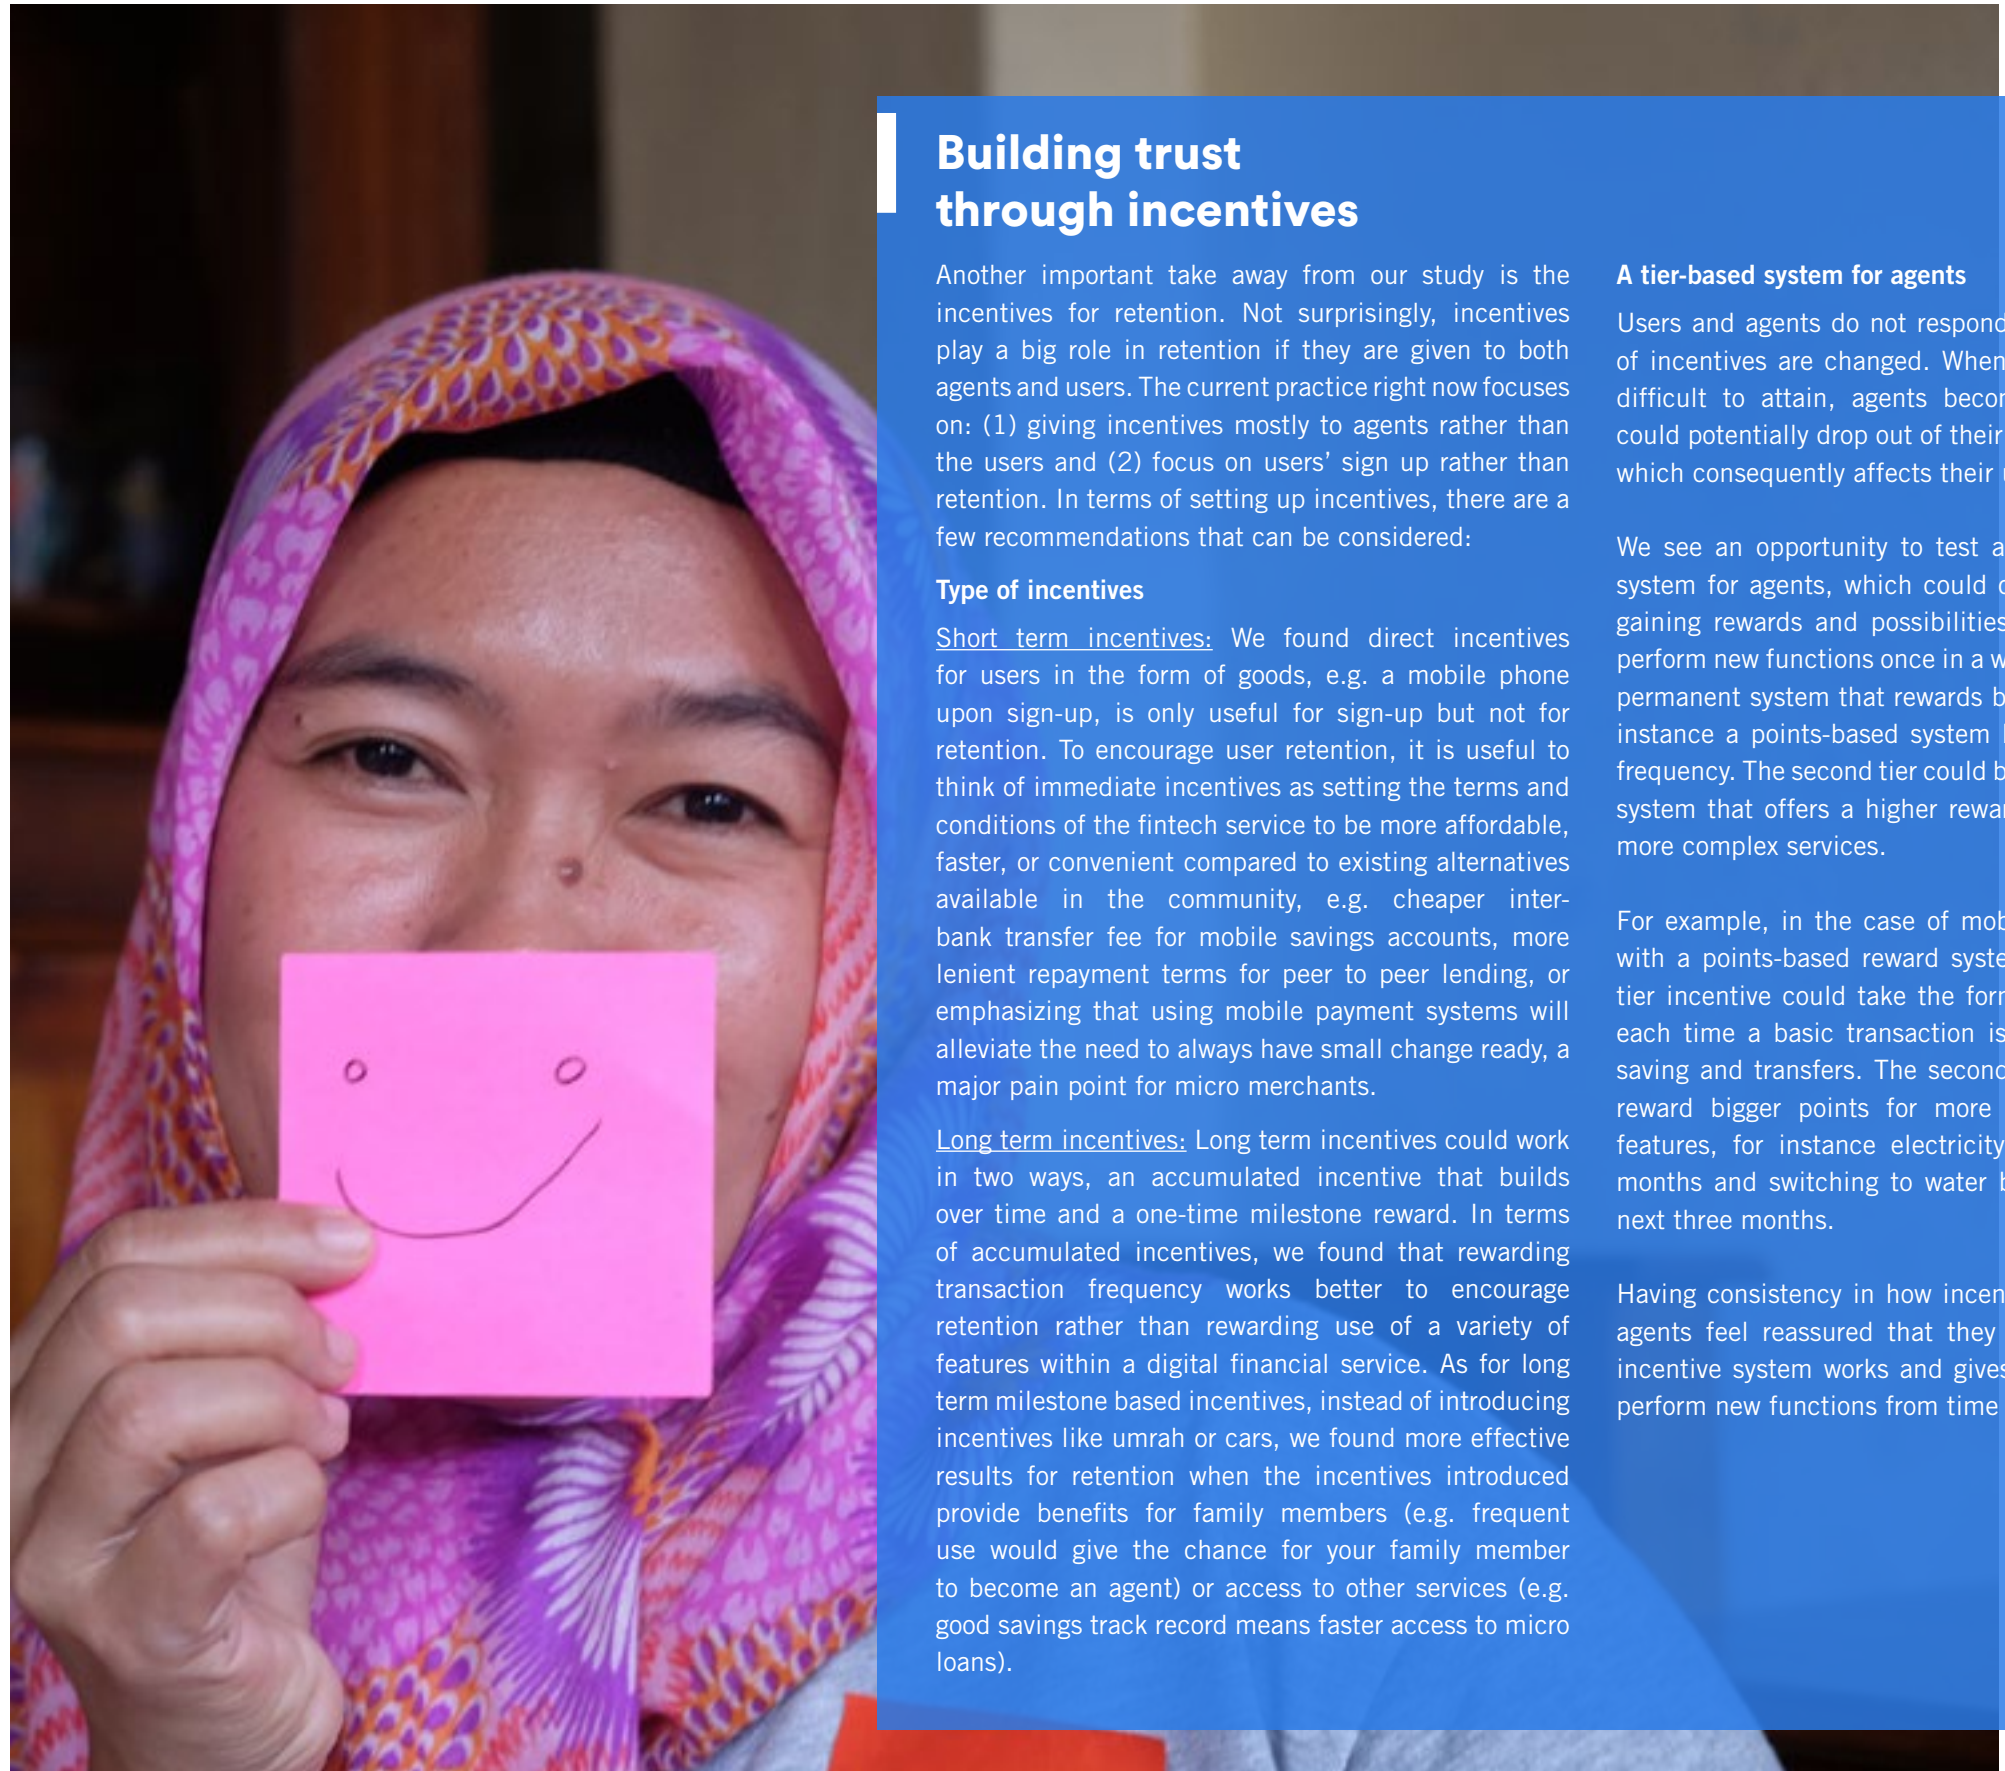 Building trust
through incentives
Another important take away from our study is the
incentives for retention. Not surprisingly, incentives
play a big role in retention if they are given to both
agents and users. The current practice right now focuses
on: (1) giving incentives mostly to agents rather than
the users and (2) focus on users’ sign up rather than
retention. In terms of setting up incentives, there are a
few recommendations that can be considered:
Type of incentives
Short term incentives: We found direct incentives
for users in the form of goods, e.g. a mobile phone
upon sign-up, is only useful for sign-up but not for
retention. To encourage user retention, it is useful to
think of immediate incentives as setting the terms and
conditions of the fintech service to be more affordable,
faster, or convenient compared to existing alternatives
available in the community, e.g. cheaper inter-
bank transfer fee for mobile savings accounts, more
lenient repayment terms for peer to peer lending, or
emphasizing that using mobile payment systems will
alleviate the need to always have small change ready, a
major pain point for micro merchants.
Long term incentives: Long term incentives could work
in two ways, an accumulated incentive that builds
over time and a one-time milestone reward. In terms
of accumulated incentives, we found that rewarding
transaction frequency works better to encourage
retention rather than rewarding use of a variety of
features within a digital financial service. As for long
term milestone based incentives, instead of introducing
incentives like umrah or cars, we found more effective
results for retention when the incentives introduced
provide benefits for family members (e.g. frequent
use would give the chance for your family member
to become an agent) or access to other services (e.g.
good savings track record means faster access to micro
loans).
A tier-based system for agents
Users and agents do not respond
of incentives are changed. When
difficult to attain, agents
could potentially drop out of their
which consequently affects their
We see an opportunity to test a
system for agents, which could
gaining rewards and possibilities
perform new functions once in a
permanent system that rewards
instance a points-based system
frequency. The second tier could
system that offers a higher
more complex services.
For example, in the case of
with a points-based reward
tier incentive could take the
each time a basic transaction is
saving and transfers. The second
reward bigger points for more
features, for instance electricity
months and switching to water
next three months.
Having consistency in how
agents feel reassured that they
incentive system works and gives
perform new functions from time